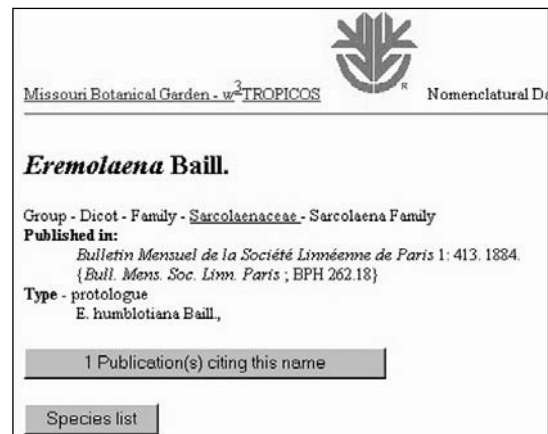 Missouri Botanical Garden - w3TROPICOS Nomenclatural Da
Eremolaena Baill.
Group - Dicot - Family - Sarcolaenaceae - Sarcolaena Family
Published in:
Bulletin Mensuel de la Société Linnéenne de Paris 1: 413. 1884.
{Bull. Mens. Soc. Linn. Paris ; BPH 262.18}
Type - protologue
E. humblotiana Baill.,
1 Publication(s) citing this name
Species list